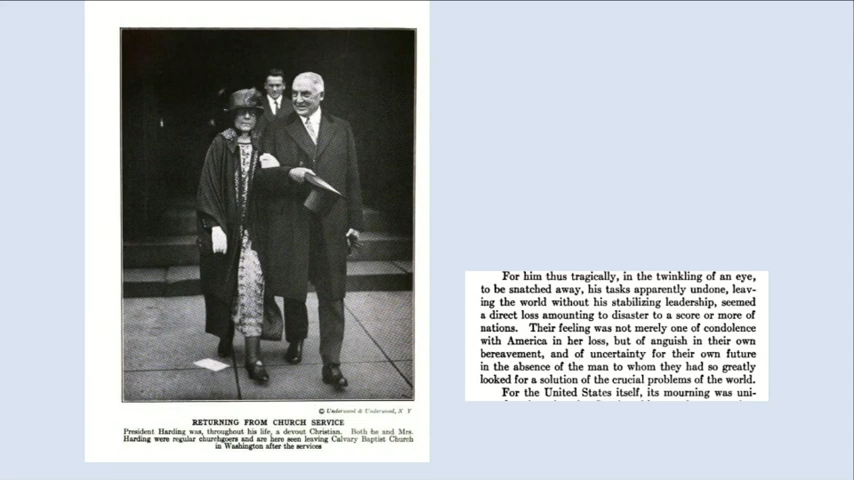 © Underwood & Underwood, N Y
RETURNING FROM CHURCH SERVICE
President Harding was, throughout his life, a devout Christian. Both he and Mrs.
Harding were regular churchgoers and are here seen leaving Calvary Baptist Church
in Washington after the services
For him thus tragically, in the twinkling of an eye,
to be snatched away, his tasks apparently undone, leav-
ing the world without his stabilizing leadership, seemed
a direct loss amounting to disaster to a score or more of
nations. Their feeling was not merely one of condolence
with America in her loss, but of anguish in their own
bereavement, and of uncertainty for their own future
in the absence of the man to whom they had so greatly
looked for a solution of the crucial problems of the world.
For the United States itself, its mourning was uni-